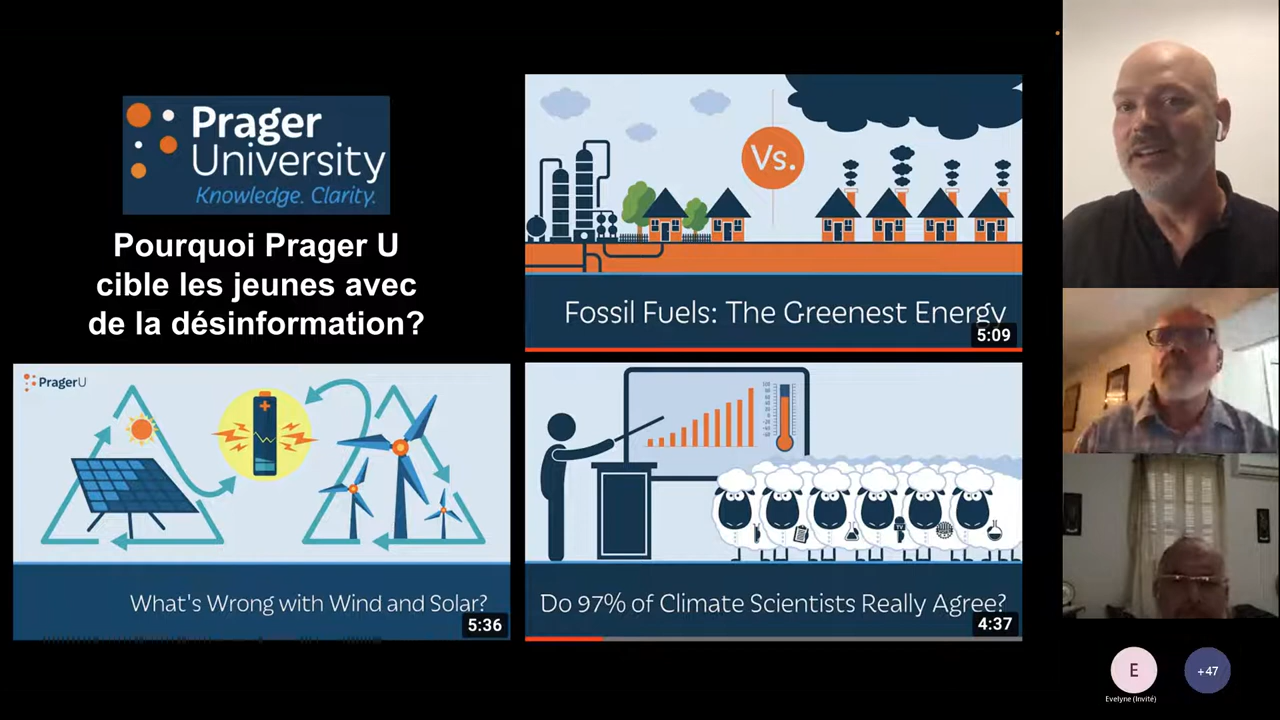 Prager
University
Knowledge. Clarity.
Pourquoi Prager U
cible les jeunes avec
de la désinformation?
Vs.
Fossil Fuels: The Greenest Energy
5:09
PragerU
What's Wrong with Wind and Solar?
5:36
TV
Do 97% of Climate Scientists Really Agree?
4:37
E
+47
Evelyne (Invité)